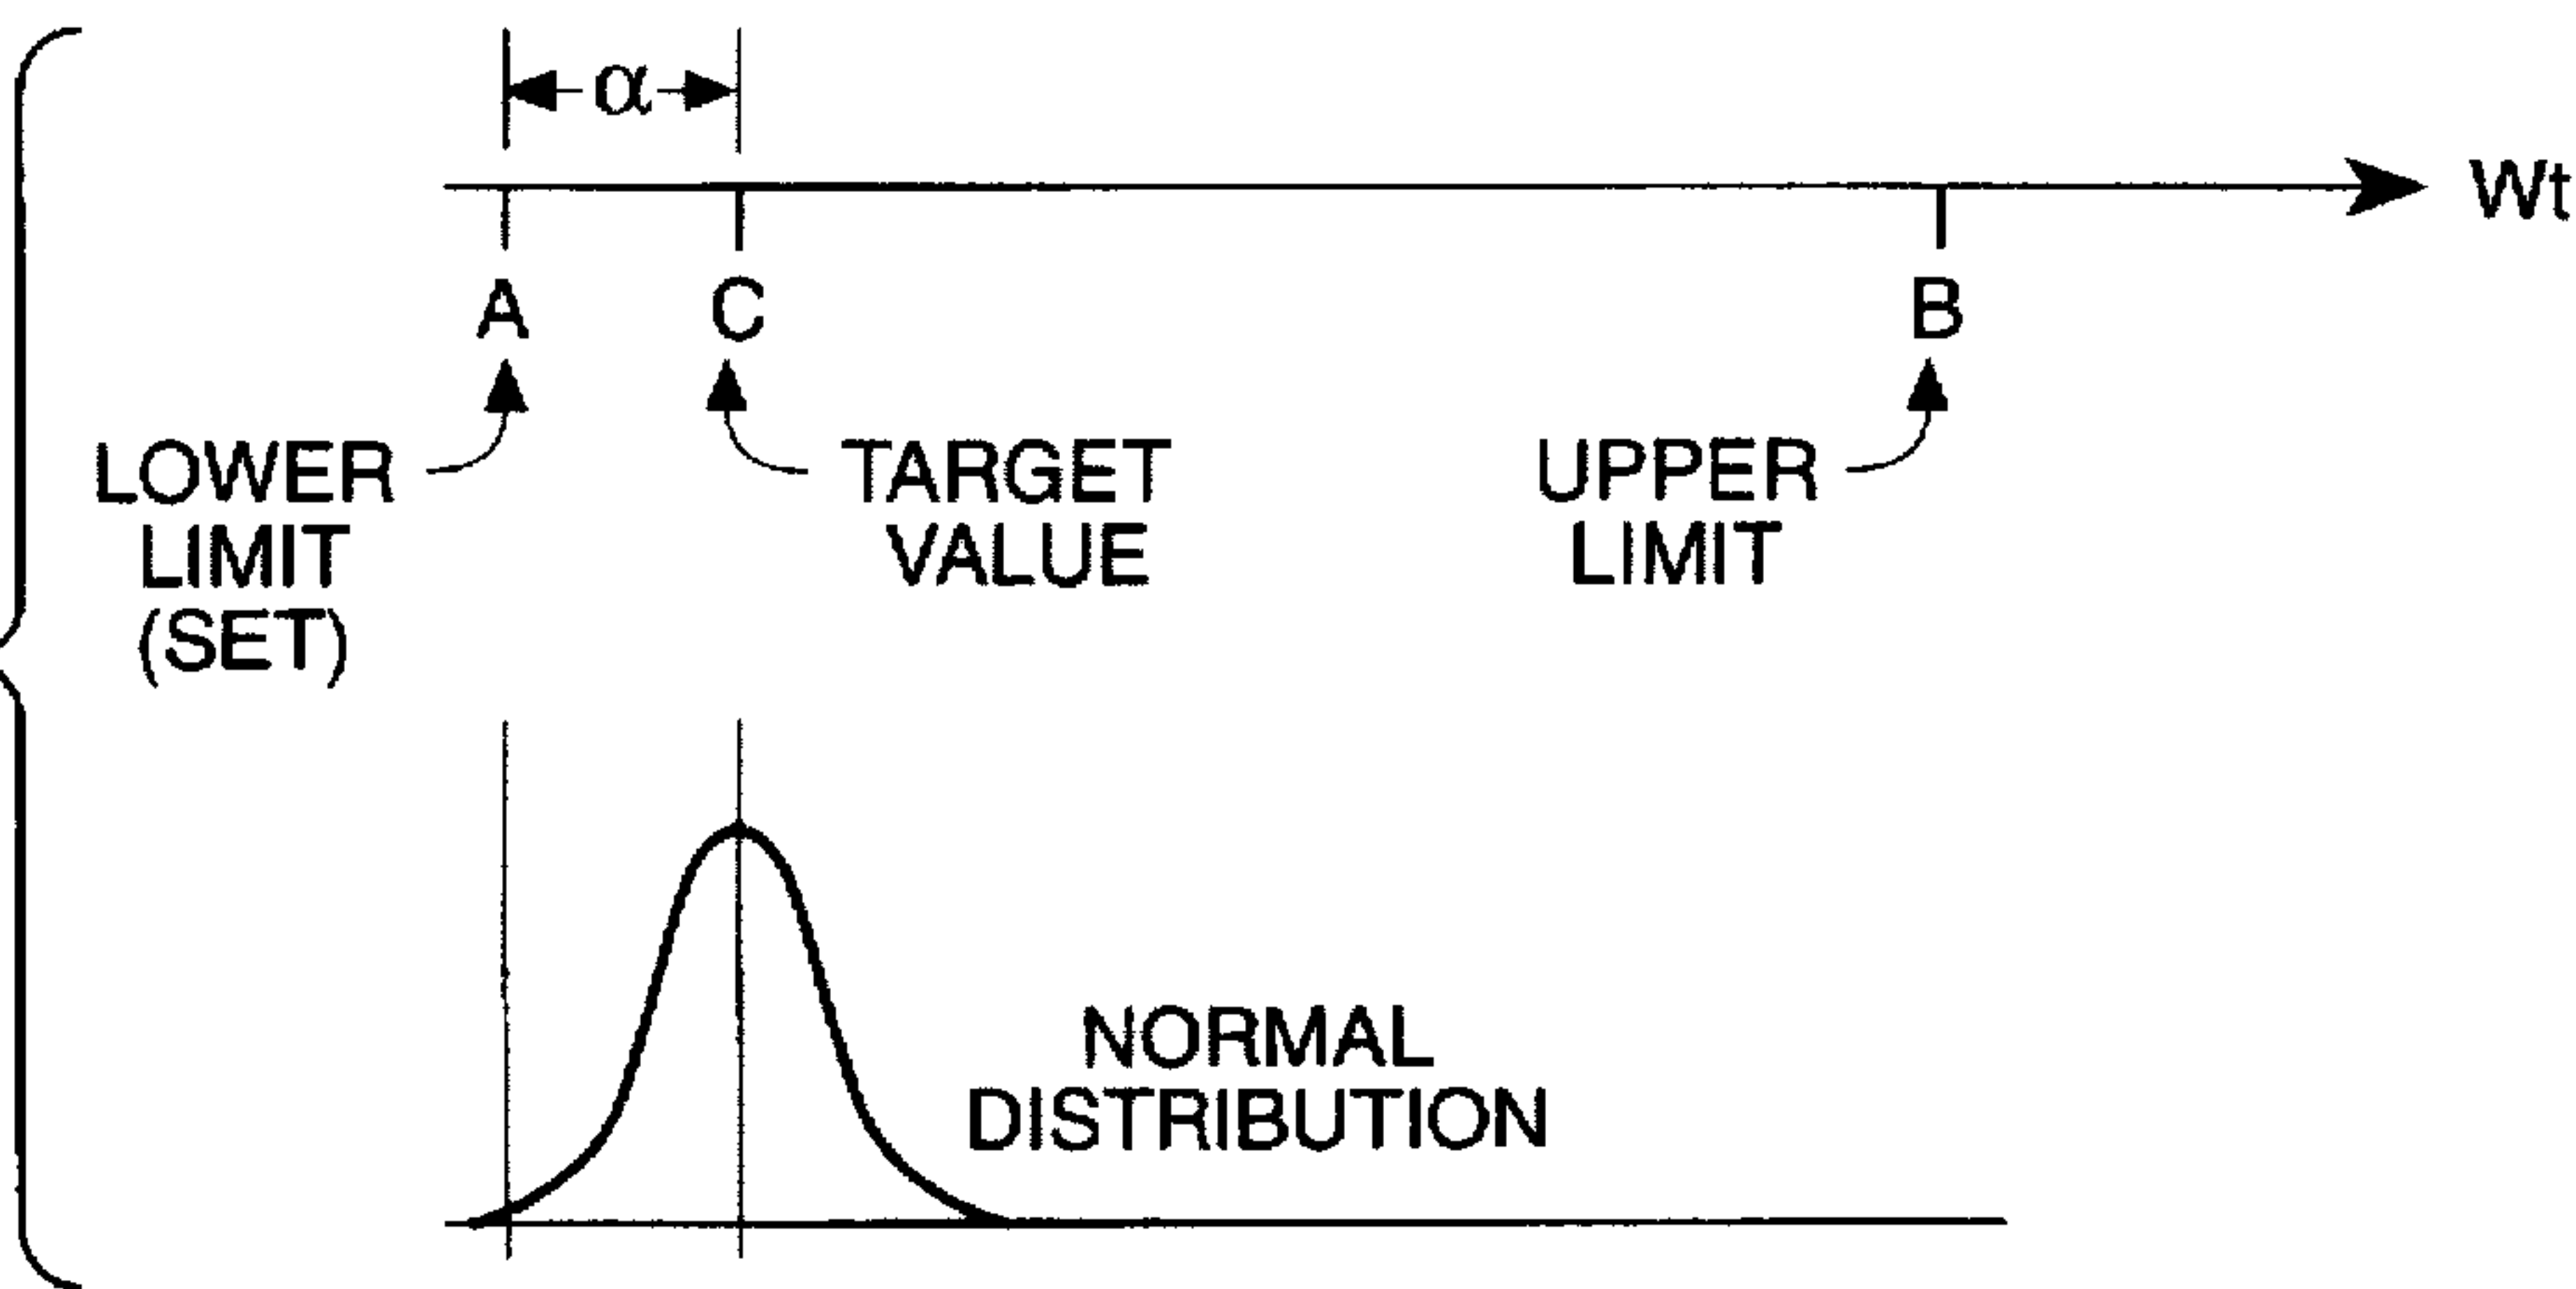 α
Wt
A
C
B
LOWER
LIMIT
(SET)
TARGET
VALUE
UPPER
LIMIT
NORMAL
DISTRIBUTION